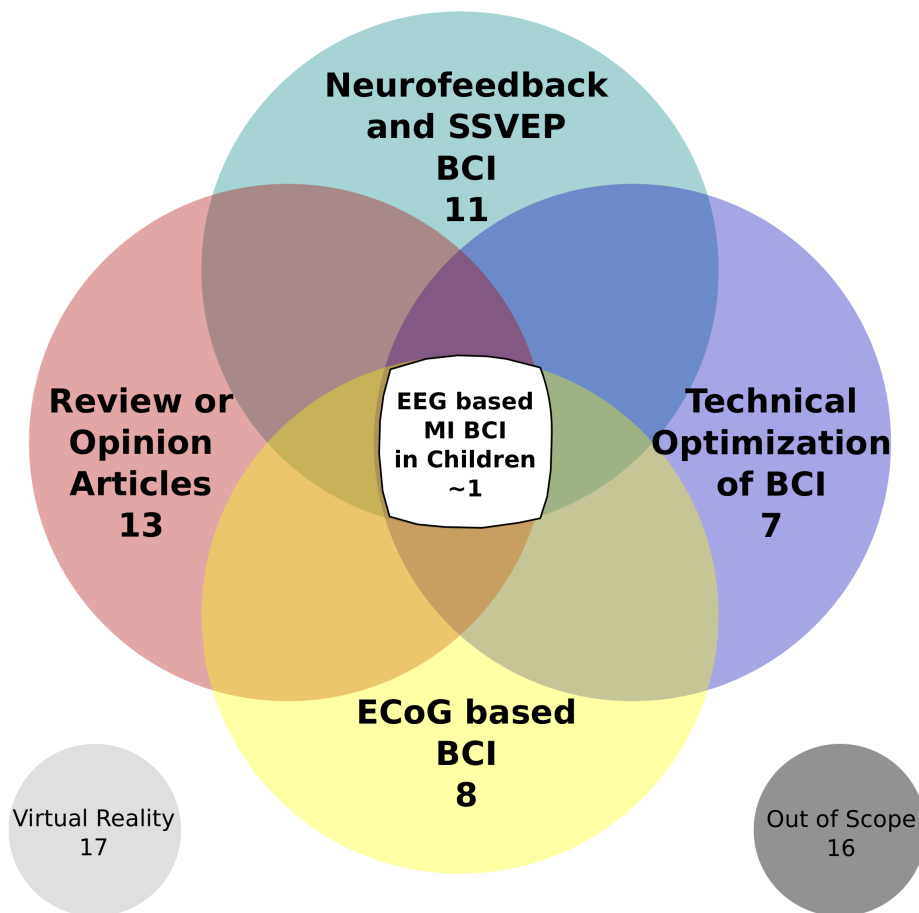 Neurofeedback
and SSVEP
BCI
11
Review or
Opinion
Articles
13
EEG based
MI BCI
in Children
~1
Technical
Optimization
of BCI
7
ECoG based
BCI
8
Virtual Reality
17
Out of Scope
16